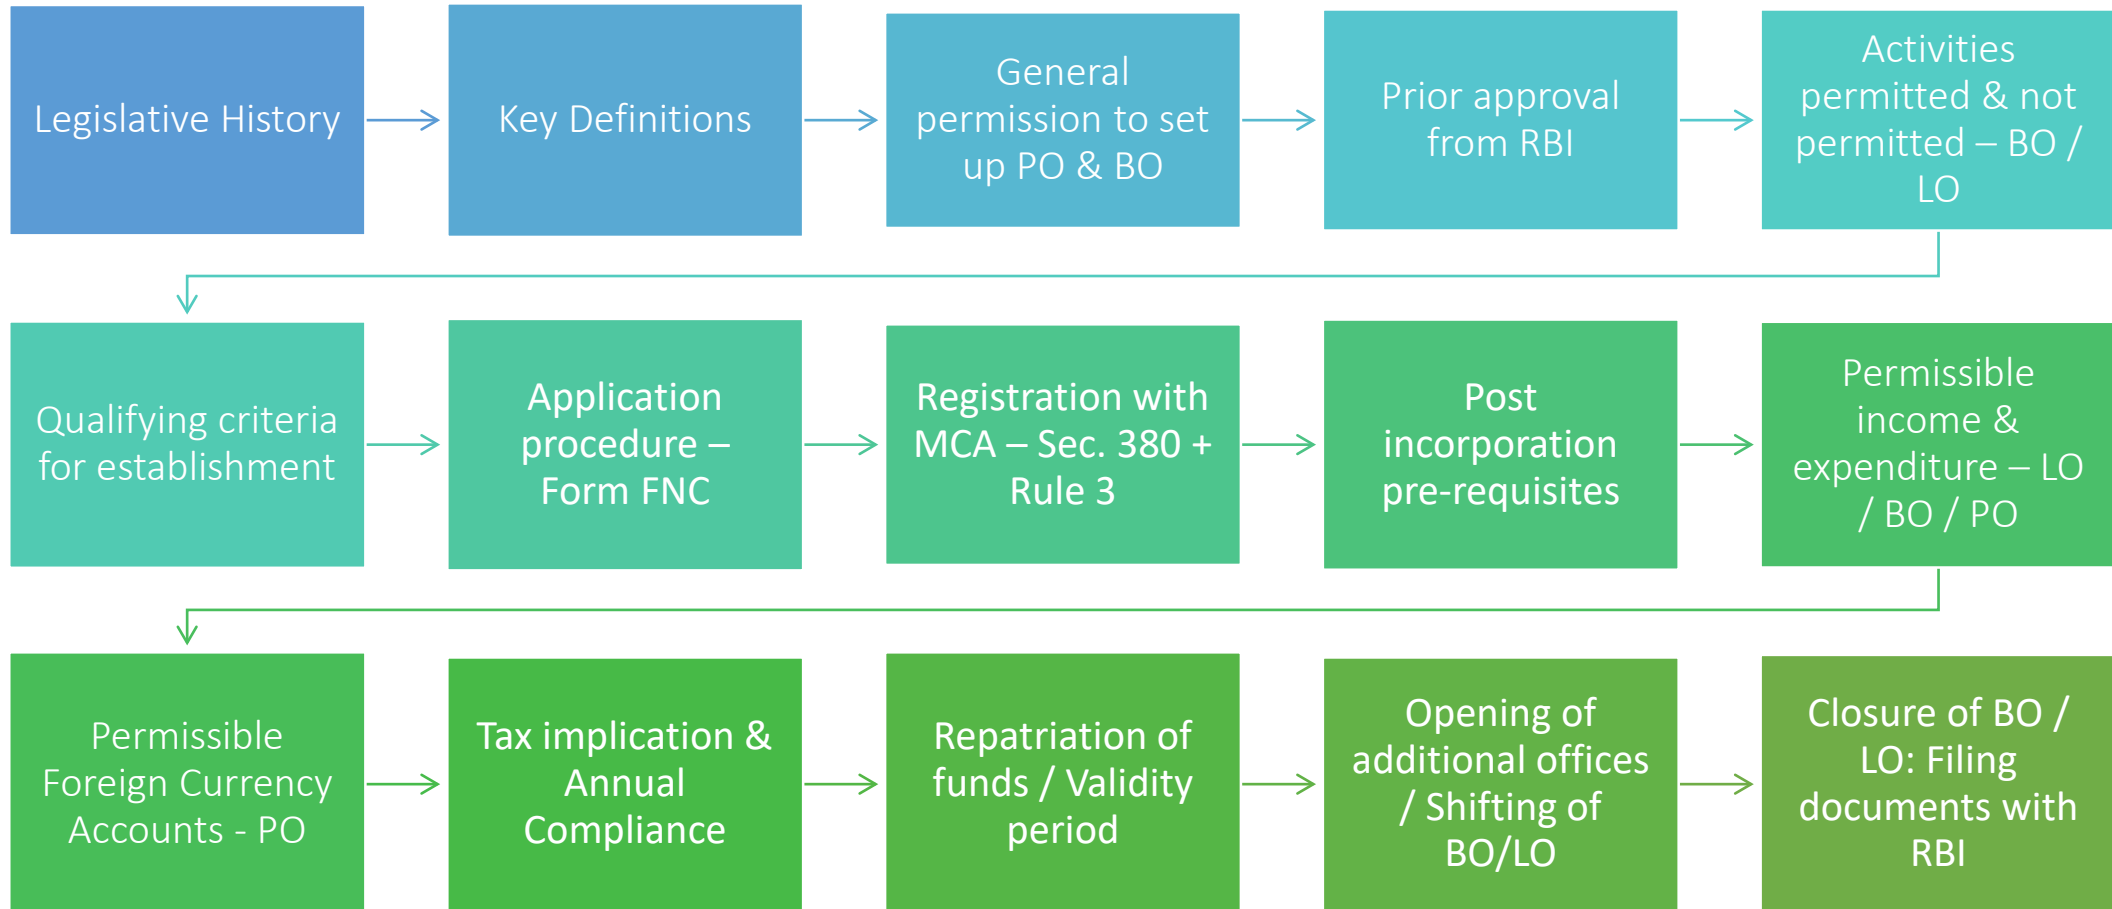 Legislative History
Key Definitions
General
permission to set
up PO & BO
Prior approval
from RBI
Activities
permitted & not
permitted – BO /
LO
Qualifying criteria
for establishment
Application
procedure –
Form FNC
Registration with
MCA – Sec. 380 +
Rule 3
Post
incorporation
pre-requisites
Permissible
income &
expenditure – LO
/ BO / PO
Permissible
Foreign Currency
Accounts - PO
Tax implication &
Annual
Compliance
Repatriation of
funds / Validity
period
Opening of
additional offices
/ Shifting of
BO/LO
Closure of BO /
LO: Filing
documents with
RBI